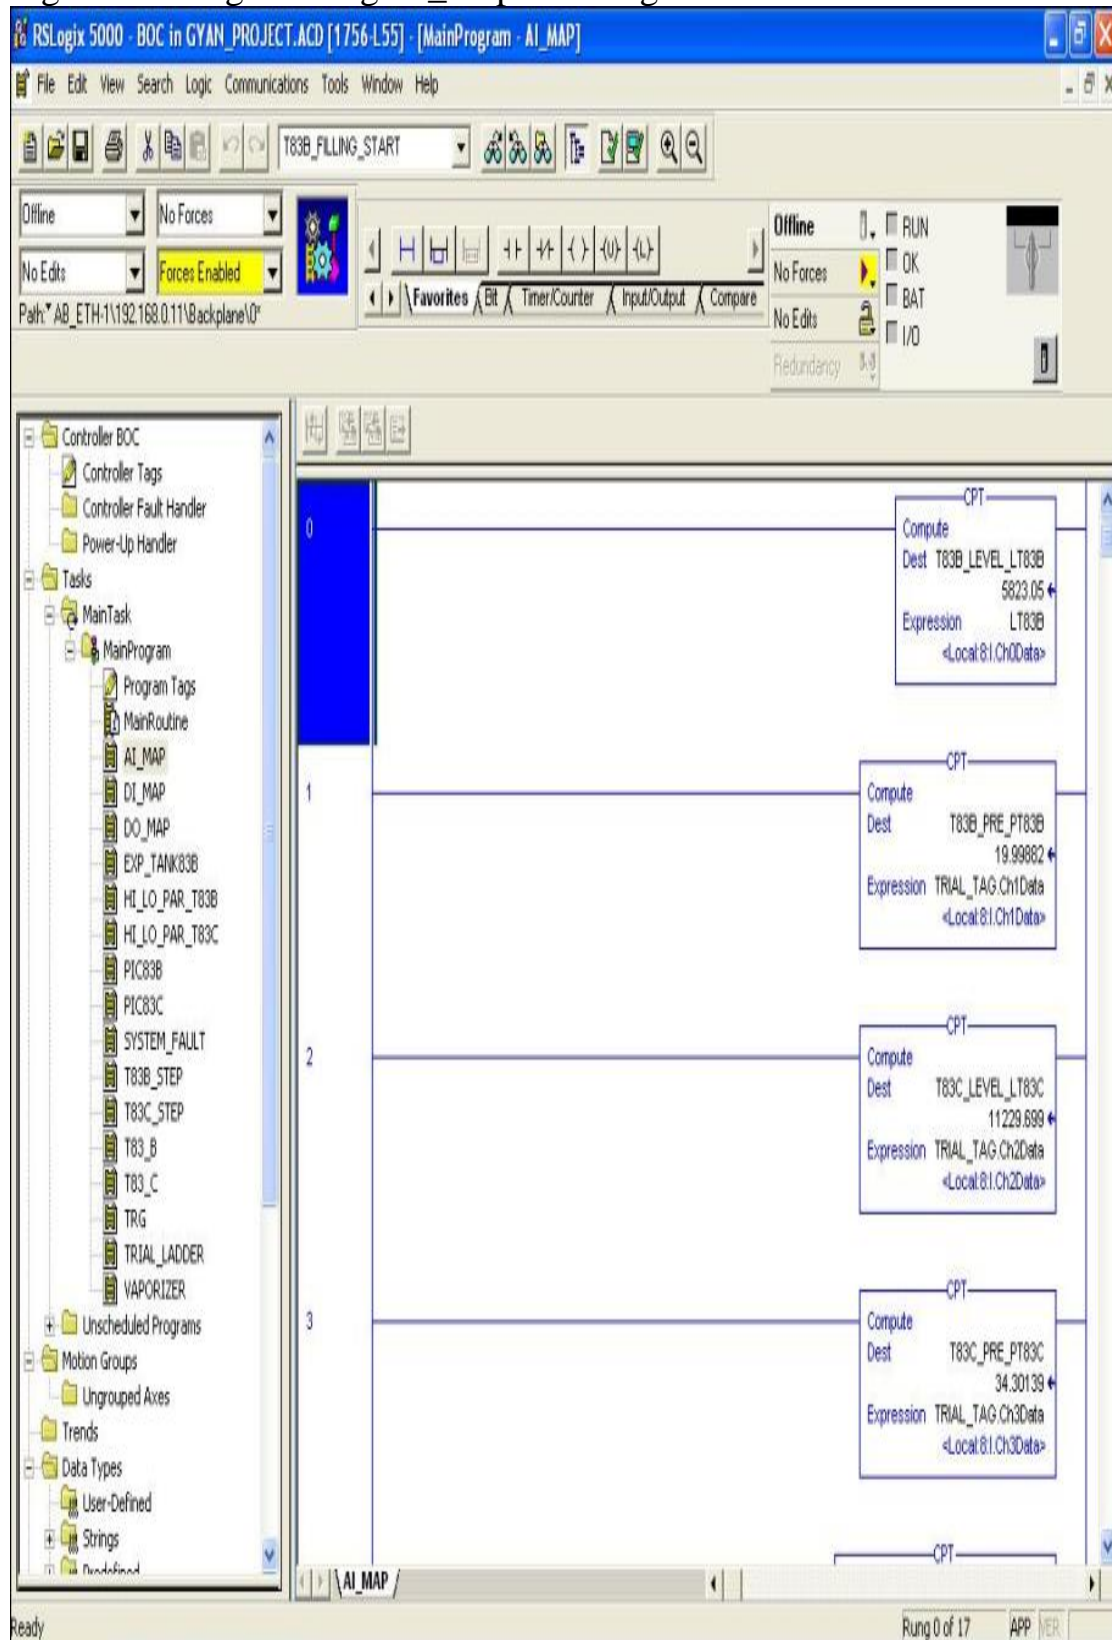 RSLogix 5000 - BOC in GYAN_PROJECT.ACD [1756-L55] - [MainProgram - AI_MAP]
File Edit View Search Logic Communications Tools Window Help
T83B_FILLING_START
Offline No Forces
No Edits Forces Enabled
Path: AB_ETH-1\192.168.0.11\Backplane\0*
Favorites Bit Timer/Counter Input/Output Compare
Offline RUN
No Forces OK
BAT
No Edits I/O
Redundancy
Controller BOC
Controller Tags
Controller Fault Handler
Power-Up Handler
Tasks
MainTask
MainProgram
Program Tags
MainRoutine
AI_MAP
DI_MAP
DO_MAP
EXP_TANK83B
HI_LO_PAR_T83B
HI_LO_PAR_T83C
PIC83B
PIC83C
SYSTEM_FAULT
T83B_STEP
T83C_STEP
T83_B
T83_C
TRG
TRIAL_LADDER
VAPORIZER
Unscheduled Programs
Motion Groups
Ungrouped Axes
Trends
Data Types
User-Defined
Strings
Predefined
0
CPT
Compute
Dest T83B_LEVEL_LT83B
5823.05
Expression LT83B
<Local:8:I.Ch0Data>
1
CPT
Compute
Dest T83B_PRE_PT83B
19.99882
Expression TRIAL_TAG.Ch1Data
<Local:8:I.Ch1Data>
2
CPT
Compute
Dest T83C_LEVEL_LT83C
11229.699
Expression TRIAL_TAG.Ch2Data
<Local:8:I.Ch2Data>
3
CPT
Compute
Dest T83C_PRE_PT83C
34.30139
Expression TRIAL_TAG.Ch3Data
<Local:8:I.Ch3Data>
CPT
AI_MAP
Ready
Rung 0 of 17 APP VER